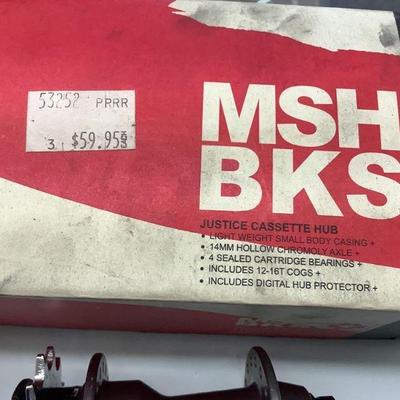 53252 PRRR
3 $59.95
MSH
BKS
JUSTICE CASSETTE HUB
• LIGHT WEIGHT SMALL BODY CASING +
• 14MM HOLLOW CHROMOLY AXLE +
• 4 SEALED CARTRIDGE BEARINGS +
• INCLUDES 12-16T COGS +
• INCLUDES DIGITAL HUB PROTECTOR +